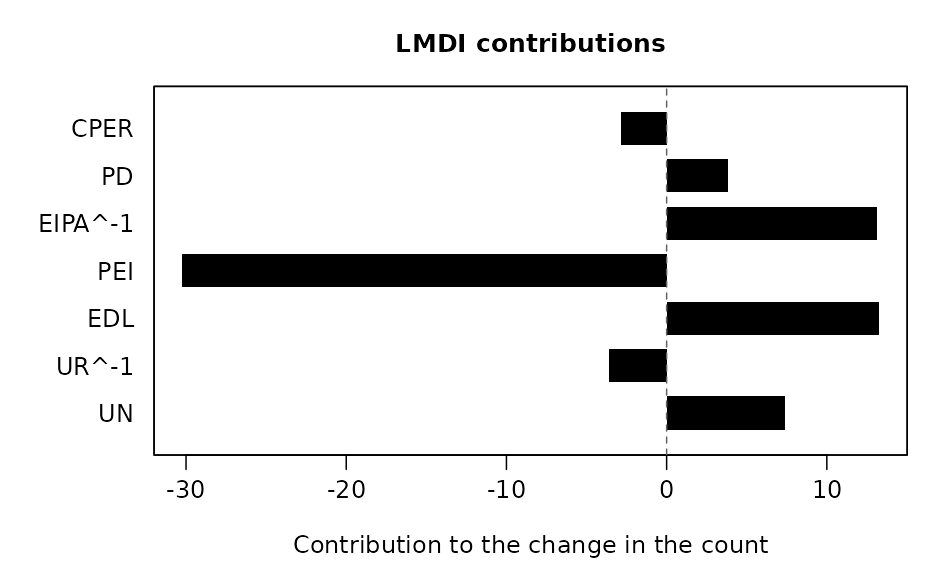 LMDI contributions
CPER
PD
EIPA^-1
PEI
EDL
UR^-1
UN
-30 -20 -10 0 10
Contribution to the change in the count